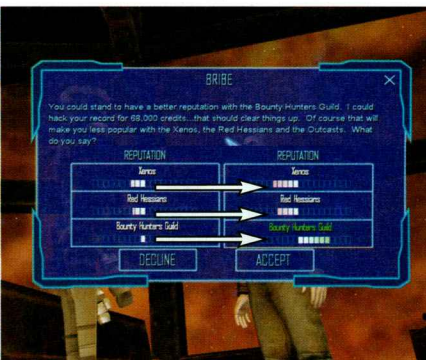 BRIBE
You could stand to have a better reputation with the Bounty Hunters Guild. I could
hack your record for 68,000 credits...that should clear things up. Of course that will
make you less popular with the Xenos, the Red Hessians and the Outcasts. What
do you say?
REPUTATION REPUTATION
Xenos Xenos
Red Hessians Red Hessians
Bounty Hunters Guild Bounty Hunters Guild
DECLINE ACCEPT